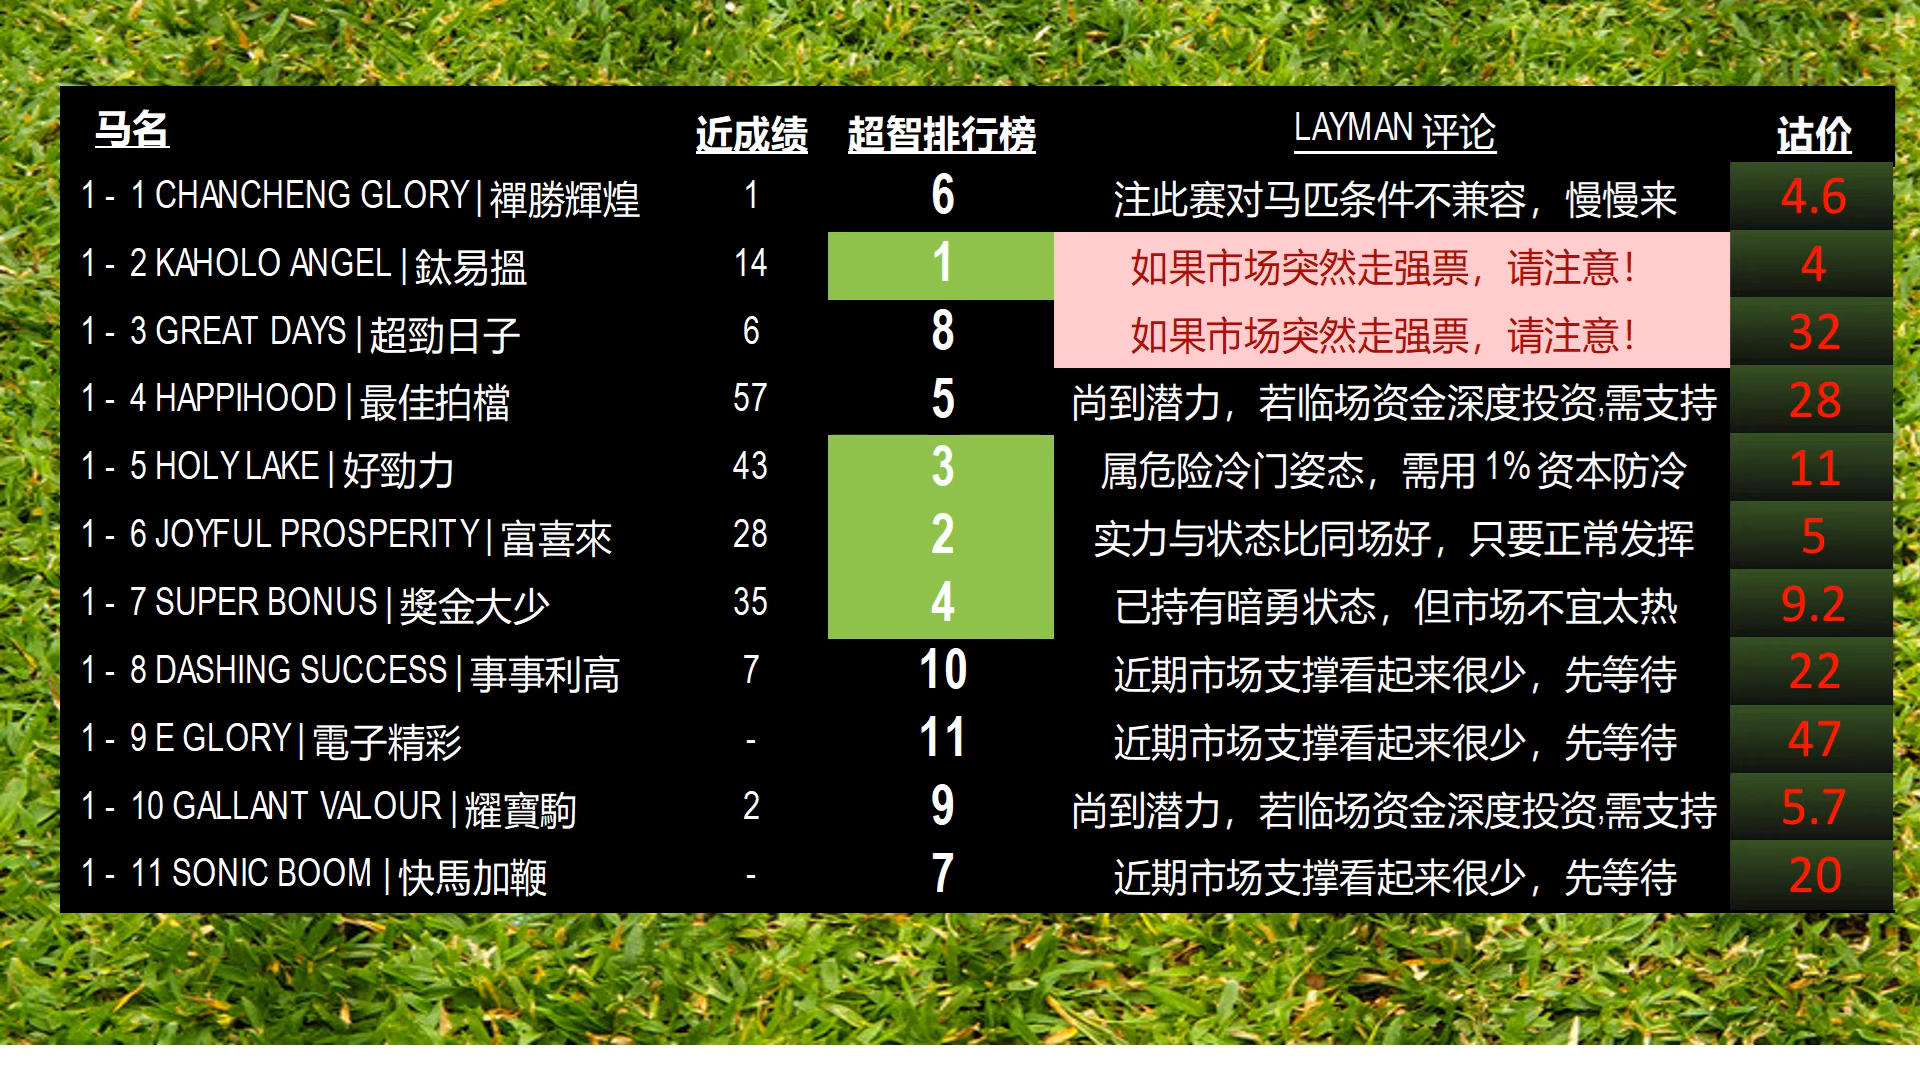 马名 近成绩 超智排行榜 LAYMAN 评论 诂价
1 - 1 CHANCHENG GLORY | 禪勝輝煌 1 6 注此赛对马匹条件不兼容，慢慢来 4.6
1 - 2 KAHOLO ANGEL | 鈦易搵 14 1 如果市场突然走强票，请注意！ 4
1 - 3 GREAT DAYS | 超勁日子 6 8 如果市场突然走强票，请注意！ 32
1 - 4 HAPPIHOOD | 最佳拍檔 57 5 尚到潜力，若临场资金深度投资,需支持 28
1 - 5 HOLY LAKE | 好勁力 43 3 属危险冷门姿态，需用 1% 资本防冷 11
1 - 6 JOYFUL PROSPERITY | 富喜來 28 2 实力与状态比同场好，只要正常发挥 5
1 - 7 SUPER BONUS | 獎金大少 35 4 已持有暗勇状态，但市场不宜太热 9.2
1 - 8 DASHING SUCCESS | 事事利高 7 10 近期市场支撑看起来很少，先等待 22
1 - 9 E GLORY | 電子精彩 - 11 近期市场支撑看起来很少，先等待 47
1 - 10 GALLANT VALOUR | 耀寶駒 2 9 尚到潜力，若临场资金深度投资,需支持 5.7
1 - 11 SONIC BOOM | 快馬加鞭 - 7 近期市场支撑看起来很少，先等待 20